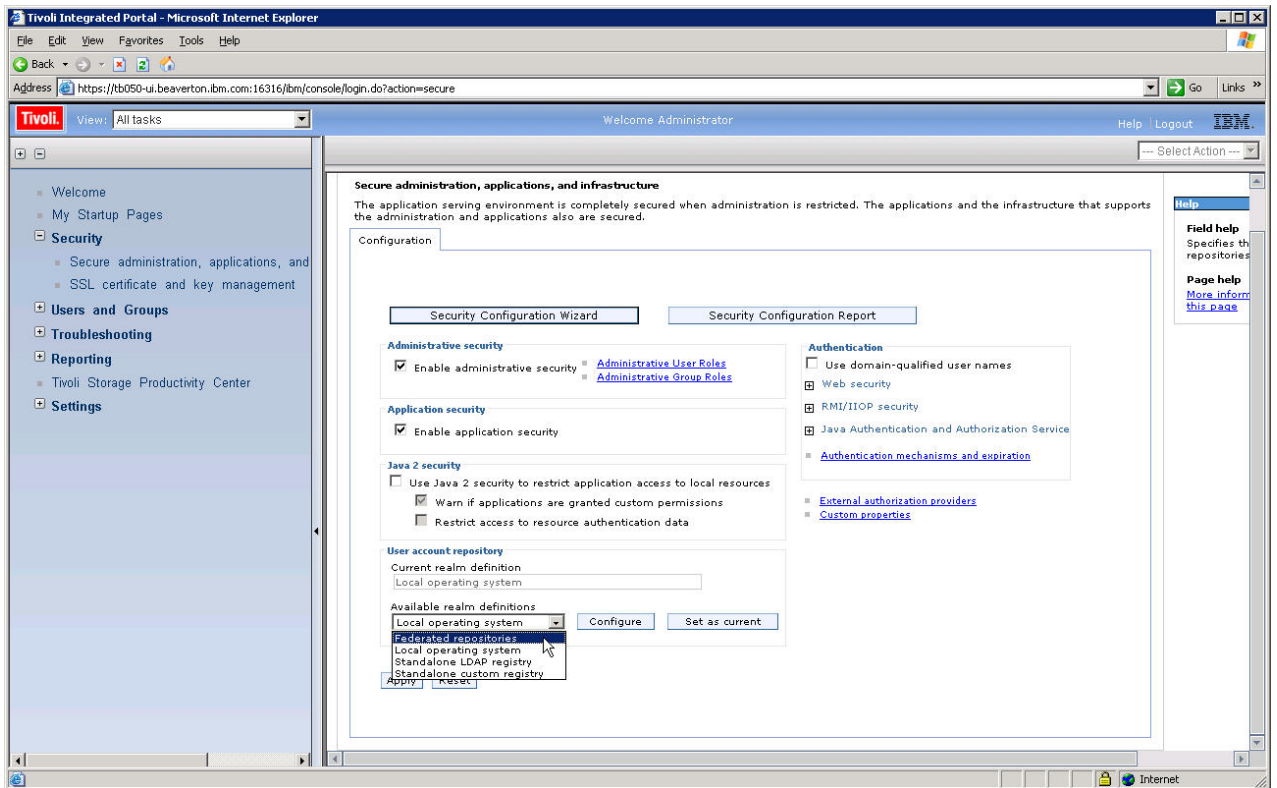 Tivoli Integrated Portal - Microsoft Internet Explorer
File Edit View Favorites Tools Help
Back
Address https://tb050-ui.beaverton.ibm.com:16316/ibm/console/login.do?action=secure Go Links »
Tivoli. View: All tasks Welcome Administrator Help Logout IBM.
--- Select Action ---
Welcome
My Startup Pages
Security
Secure administration, applications, and
SSL certificate and key management
Users and Groups
Troubleshooting
Reporting
Tivoli Storage Productivity Center
Settings
Secure administration, applications, and infrastructure
The application serving environment is completely secured when administration is restricted. The applications and the infrastructure that supports
the administration and applications also are secured.
Configuration
Security Configuration Wizard Security Configuration Report
Administrative security
Enable administrative security
Administrative User Roles
Administrative Group Roles
Application security
Enable application security
Java 2 security
Use Java 2 security to restrict application access to local resources
Warn if applications are granted custom permissions
Restrict access to resource authentication data
User account repository
Current realm definition
Local operating system
Available realm definitions
Local operating system Configure Set as current
Federated repositories
Local operating system
Standalone LDAP registry
Standalone custom registry
Apply Reset
Authentication
Use domain-qualified user names
Web security
RMI/IIOP security
Java Authentication and Authorization Service
Authentication mechanisms and expiration
External authorization providers
Custom properties
Help
Field help
Specifies th
repositories
Page help
More inform
this page
Internet